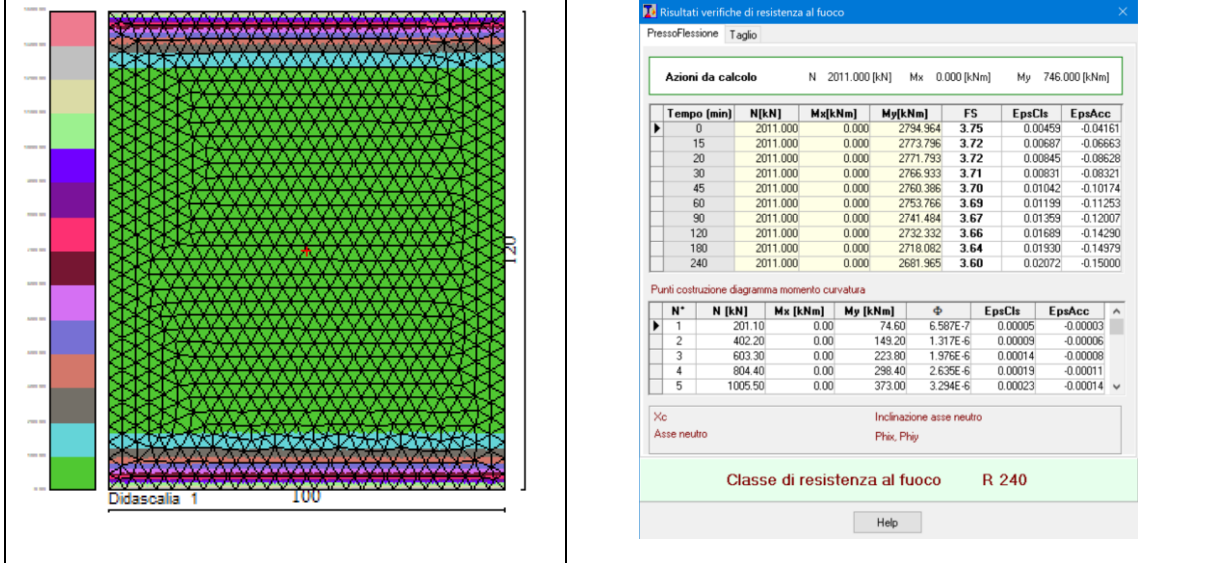 120
Didascalia 1
100
Risultati verifiche di resistenza al fuoco
PressoFlessione Taglio
Azioni da calcolo N 2011.000 [kN] Mx 0.000 [kNm] My 746.000 [kNm]
Tempo (min) N[kN] Mx[kNm] My[kNm] FS EpsCls EpsAcc
0 2011.000 0.000 2794.964 3.75 0.00459 -0.04161
15 2011.000 0.000 2773.796 3.72 0.00687 -0.06663
20 2011.000 0.000 2771.793 3.72 0.00845 -0.08628
30 2011.000 0.000 2766.933 3.71 0.00831 -0.08321
45 2011.000 0.000 2760.386 3.70 0.01042 -0.10174
60 2011.000 0.000 2753.766 3.69 0.01199 -0.11253
90 2011.000 0.000 2741.484 3.67 0.01359 -0.12007
120 2011.000 0.000 2732.332 3.66 0.01689 -0.14290
180 2011.000 0.000 2718.082 3.64 0.01930 -0.14979
240 2011.000 0.000 2681.965 3.60 0.02072 -0.15000
Punti costruzione diagramma momento curvatura
N° N [kN] Mx [kNm] My [kNm] Φ EpsCls EpsAcc
1 201.10 0.00 74.60 6.587E-7 0.00005 -0.00003
2 402.20 0.00 149.20 1.317E-6 0.00009 -0.00006
3 603.30 0.00 223.80 1.976E-6 0.00014 -0.00008
4 804.40 0.00 298.40 2.635E-6 0.00019 -0.00011
5 1005.50 0.00 373.00 3.294E-6 0.00023 -0.00014
Xc Inclinazione asse neutro
Asse neutro Phix, Phiy
Classe di resistenza al fuoco R 240
Help